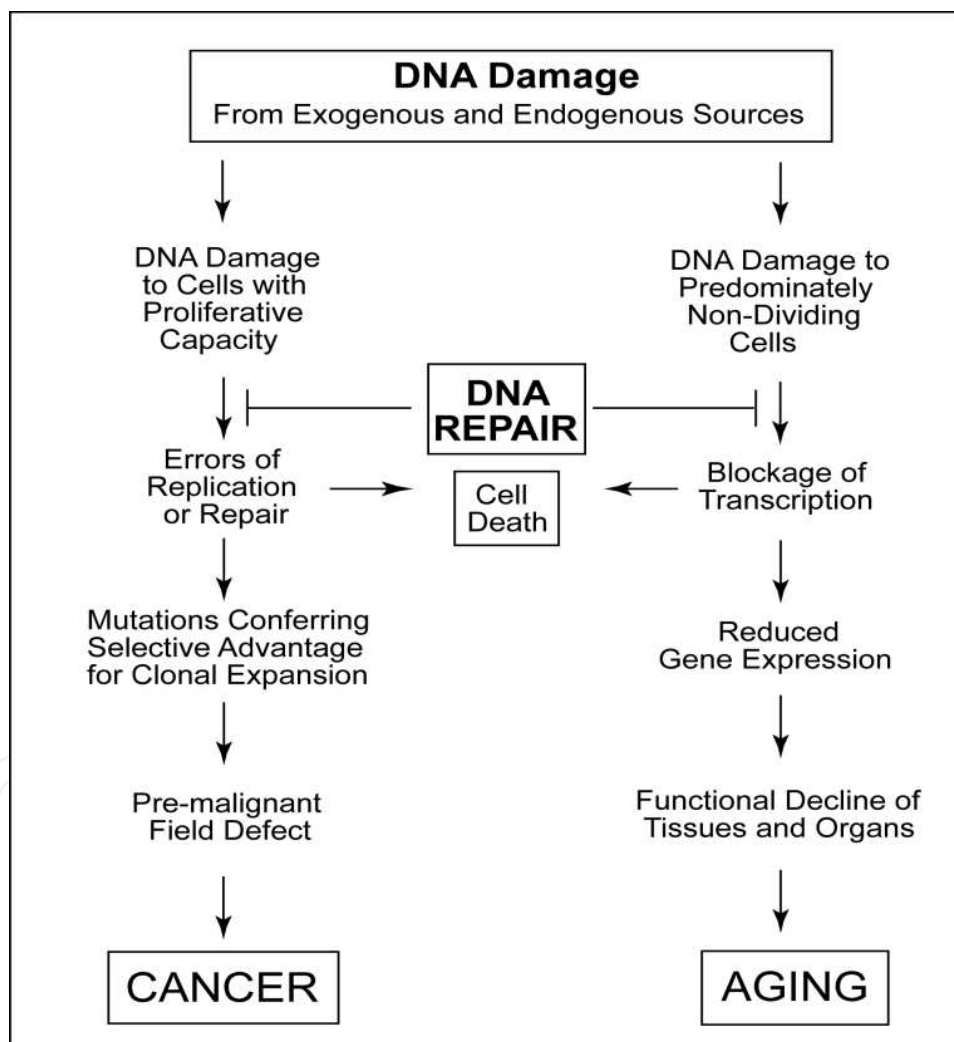 DNA Damage
From Exogenous and Endogenous Sources
DNA Damage
to Cells with
Proliferative
Capacity
DNA Damage to
Predominately
Non-Dividing
Cells
DNA
REPAIR
Errors of
Replication
or Repair
Cell
Death
Blockage of
Transcription
Mutations Conferring
Selective Advantage
for Clonal Expansion
Reduced
Gene Expression
Pre-malignant
Field Defect
Functional Decline of
Tissues and Organs
CANCER
AGING